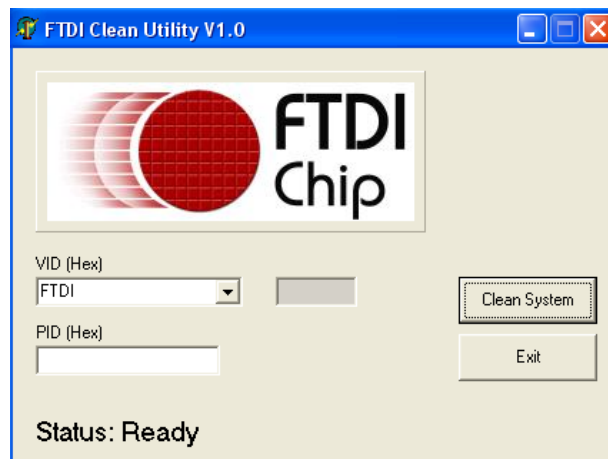 FTDI Clean Utility V1.0
FTDI
Chip
VID (Hex)
FTDI
Clean System
PID (Hex)
Exit
Status: Ready